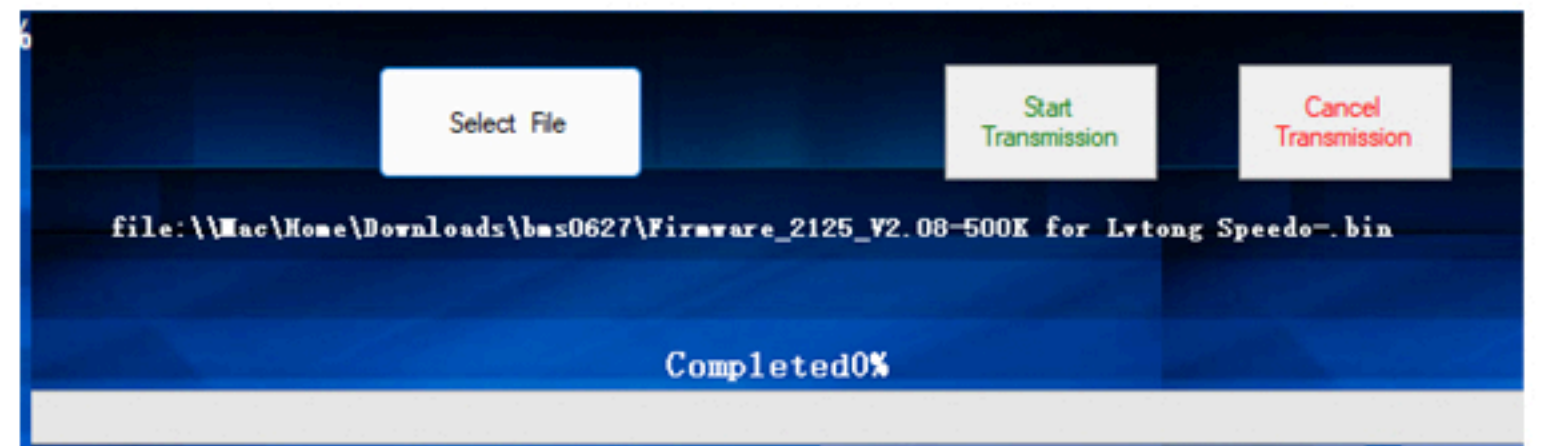 %
Select File
Start
Transmission
Cancel
Transmission
file:\\Mac\Home\Downloads\bms0627\Firmware_2125_V2.08-500K for Lvtong Speedo-.bin
Completed0%